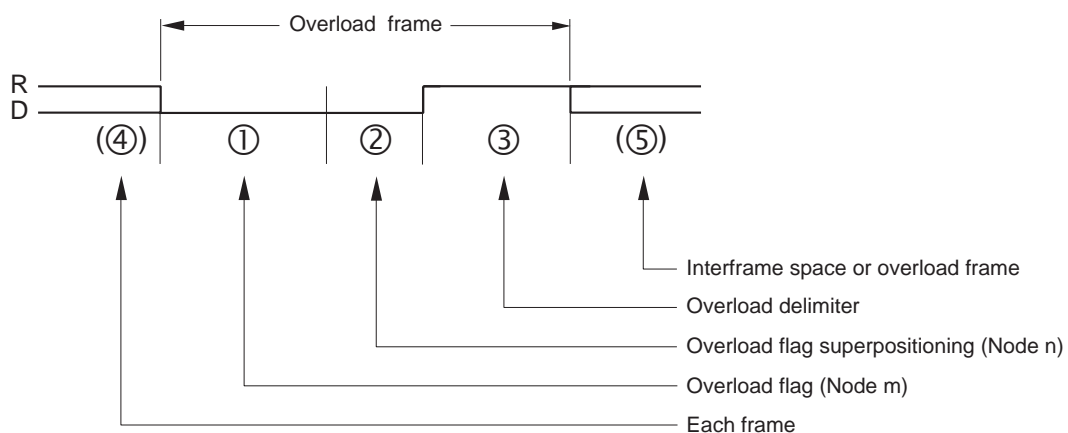 Overload frame
R
D
(④) ① ② ③ (⑤)
Interframe space or overload frame
Overload delimiter
Overload flag superpositioning (Node n)
Overload flag (Node m)
Each frame